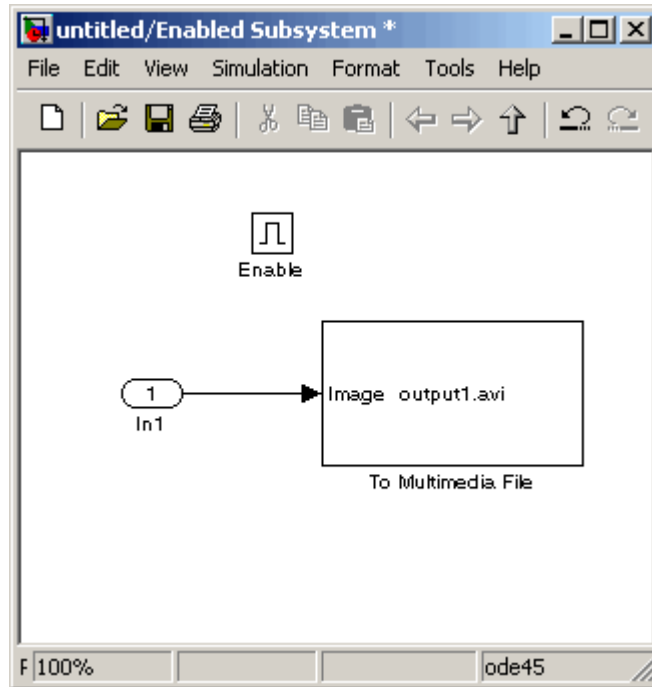 untitled/Enabled Subsystem *
File Edit View Simulation Format Tools Help
Enable
1
In1
Image output1.avi
To Multimedia File
F 100% ode45